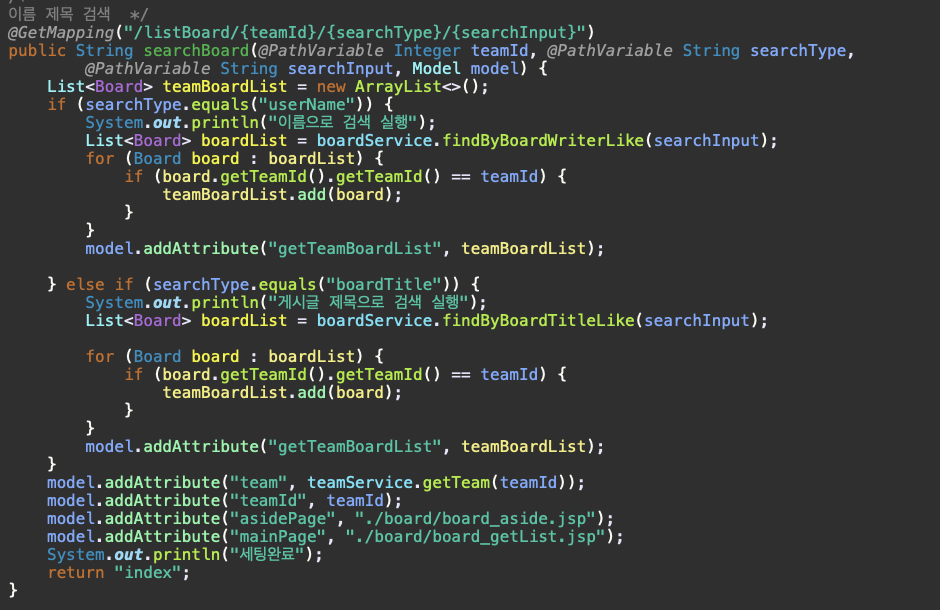 이름 제목 검색 */
@GetMapping("/listBoard/{teamId}/{searchType}/{searchInput}")
public String searchBoard(@PathVariable Integer teamId, @PathVariable String searchType,
@PathVariable String searchInput, Model model) {
List<Board> teamBoardList = new ArrayList<>();
if (searchType.equals("userName")) {
System.out.println("이름으로 검색 실행");
List<Board> boardList = boardService.findByBoardWriterLike(searchInput);
for (Board board : boardList) {
if (board.getTeamId().getTeamId() == teamId) {
teamBoardList.add(board);
}
}
model.addAttribute("getTeamBoardList", teamBoardList);
} else if (searchType.equals("boardTitle")) {
System.out.println("게시글 제목으로 검색 실행");
List<Board> boardList = boardService.findByBoardTitleLike(searchInput);
for (Board board : boardList) {
if (board.getTeamId().getTeamId() == teamId) {
teamBoardList.add(board);
}
}
model.addAttribute("getTeamBoardList", teamBoardList);
}
model.addAttribute("team", teamService.getTeam(teamId));
model.addAttribute("teamId", teamId);
model.addAttribute("asidePage", "./board/board_aside.jsp");
model.addAttribute("mainPage", "./board/board_getList.jsp");
System.out.println("세팅완료");
return "index";
}